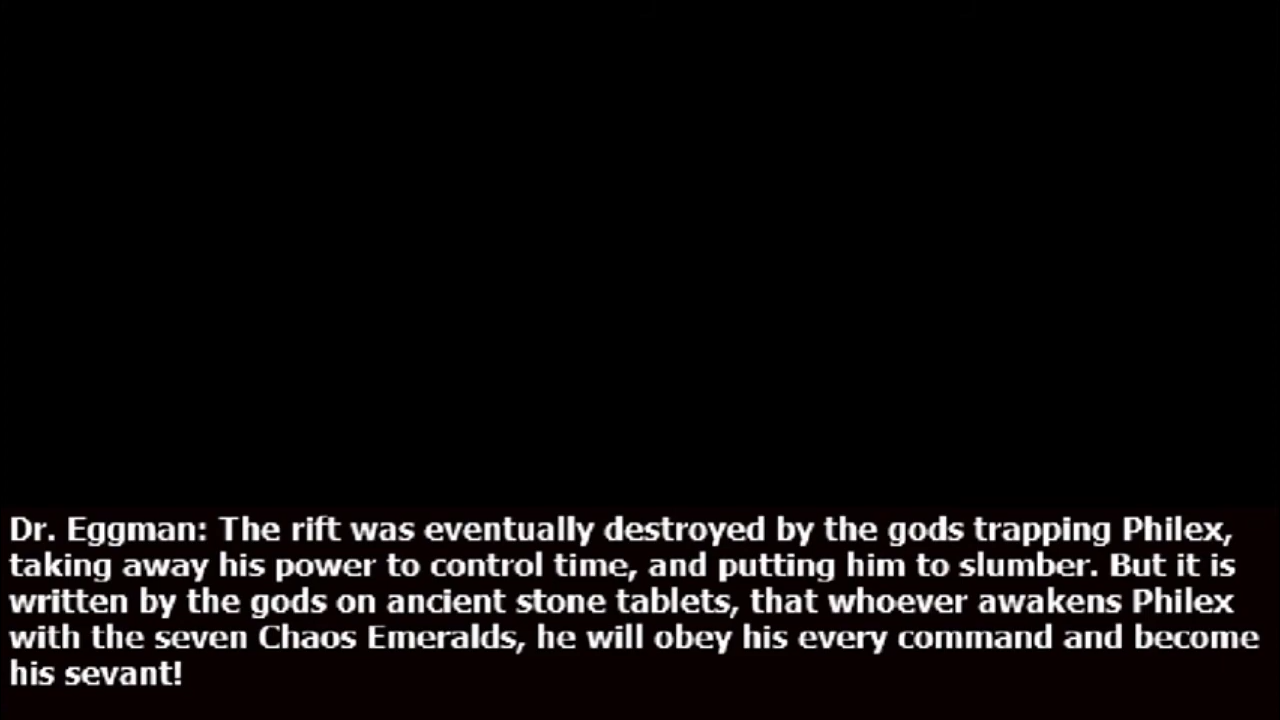 Dr. Eggman: The rift was eventually destroyed by the gods trapping Philex,
taking away his power to control time, and putting him to slumber. But it is
written by the gods on ancient stone tablets, that whoever awakens Philex
with the seven Chaos Emeralds, he will obey his every command and become
his sevant!